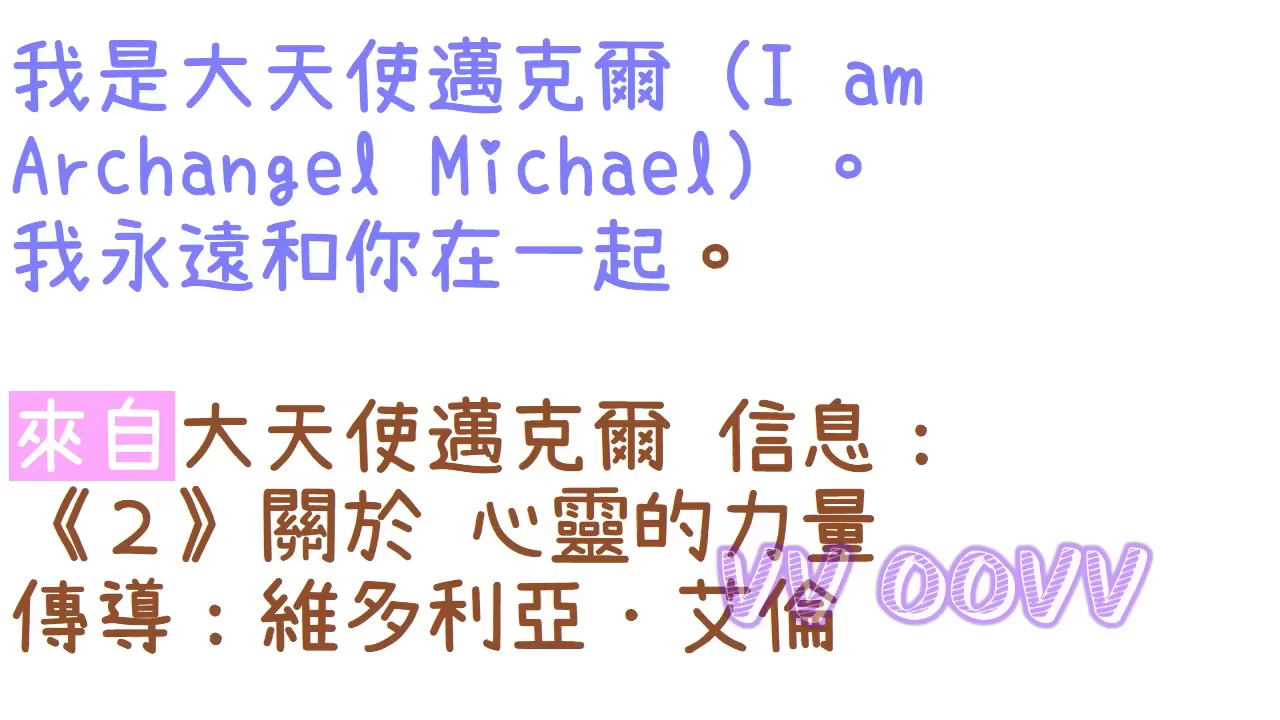 我是大天使邁克爾 (I am
Archangel Michael) 。
我永遠和你在一起。
來自大天使邁克爾 信息：
《２》關於 心靈的力量
傳導：維多利亞·艾倫
VV OOVV